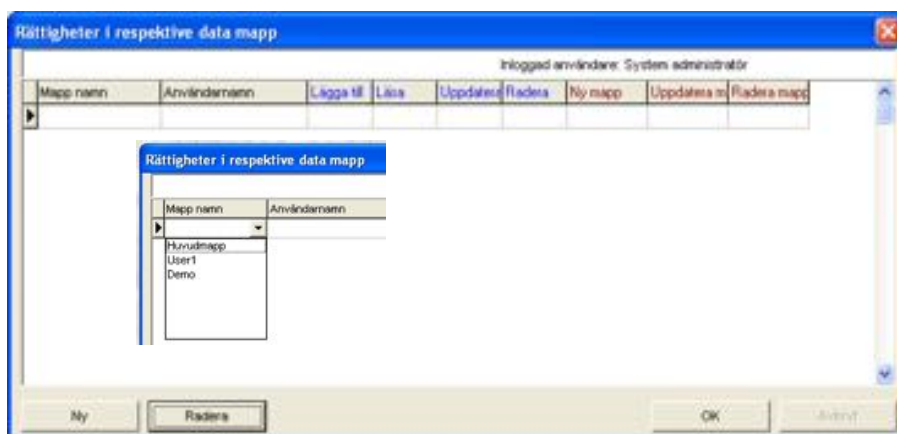 Rättigheter i respektive data mapp
Inloggad användare: System administratör
Mapp namn Användarnamn Lägga till Läsa Uppdatera Radera Ny mapp Uppdatera m Radera mapp
Rättigheter i respektive data mapp
Mapp namn Användarnamn
Huvudmapp
User1
Demo
Ny Radera OK Avbryt